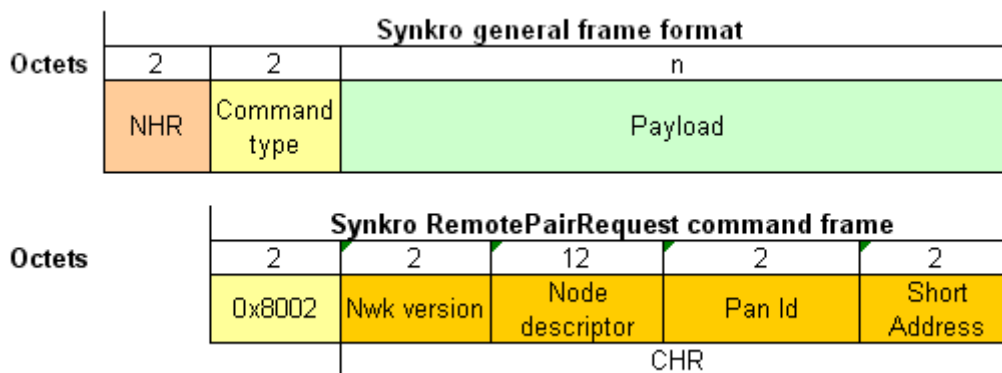 Synkro general frame format
Octets 2 2 n
NHR Command type Payload
Synkro RemotePairRequest command frame
Octets 2 2 12 2 2
0x8002 Nwk version Node descriptor Pan Id Short Address
CHR